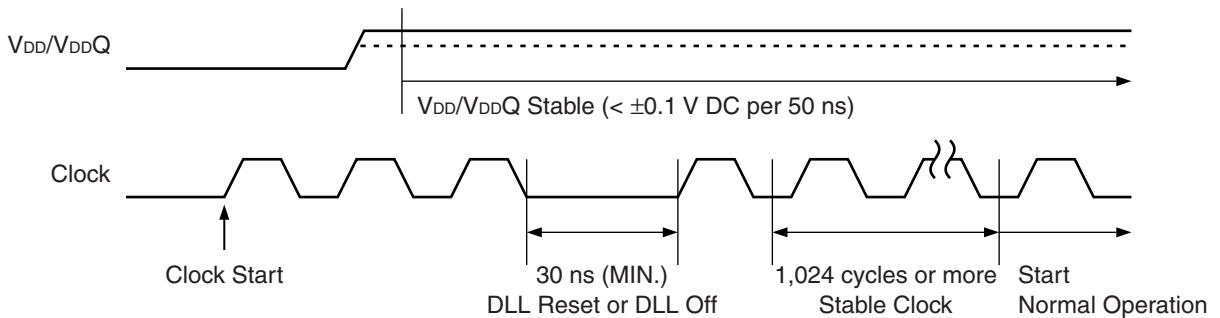 VDD/VDDQ
VDD/VDDQ Stable (< ±0.1 V DC per 50 ns)
Clock
Clock Start
30 ns (MIN.)
DLL Reset or DLL Off
1,024 cycles or more
Stable Clock
Start
Normal Operation